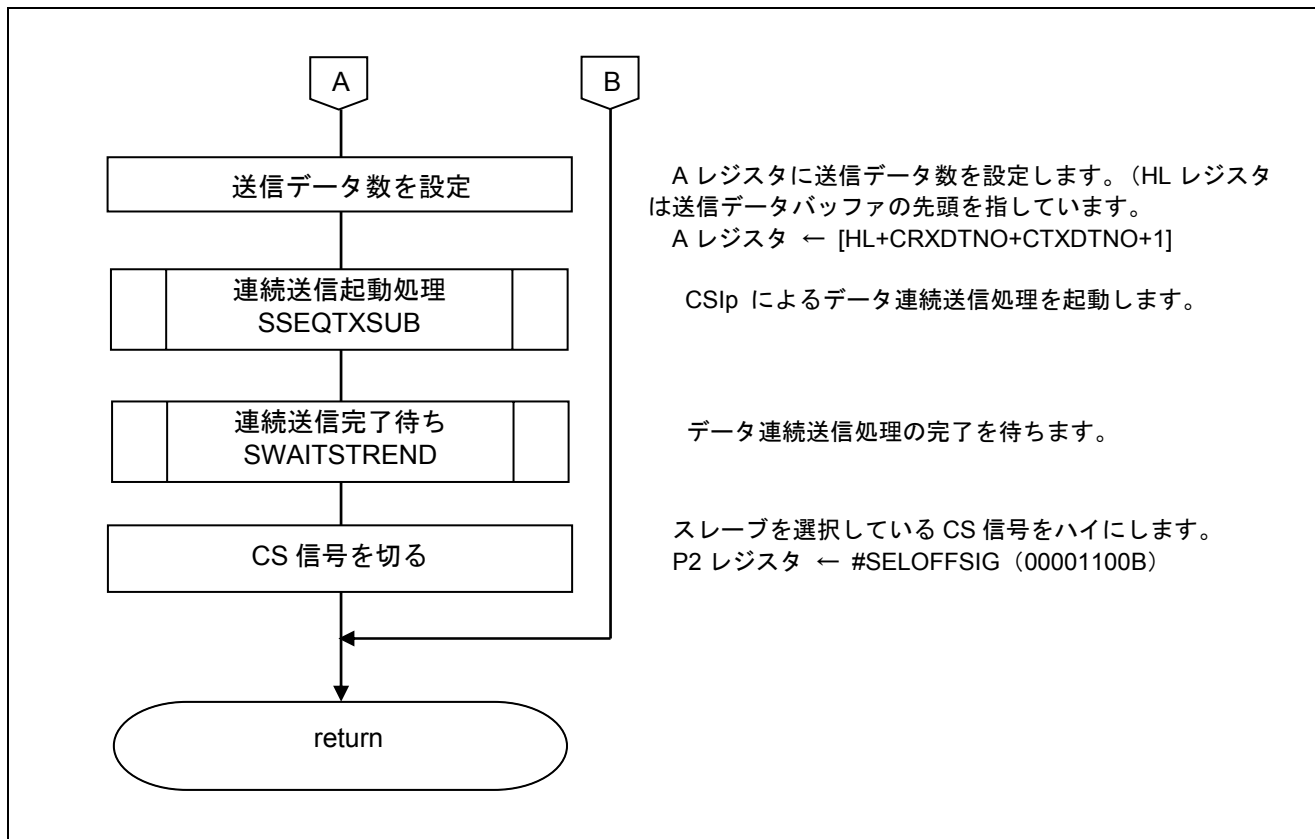 A
B
送信データ数を設定
A レジスタに送信データ数を設定します。（HL レジスタ
は送信データバッファの先頭を指しています。
A レジスタ ← [HL+CRXDTNO+CTXDTNO+1]
連続送信起動処理
SSEQTXSUB
CSIp によるデータ連続送信処理を起動します。
連続送信完了待ち
SWAITSTREND
データ連続送信処理の完了を待ちます。
CS 信号を切る
スレーブを選択している CS 信号をハイにします。
P2 レジスタ ← #SELOFFSIG（00001100B）
return